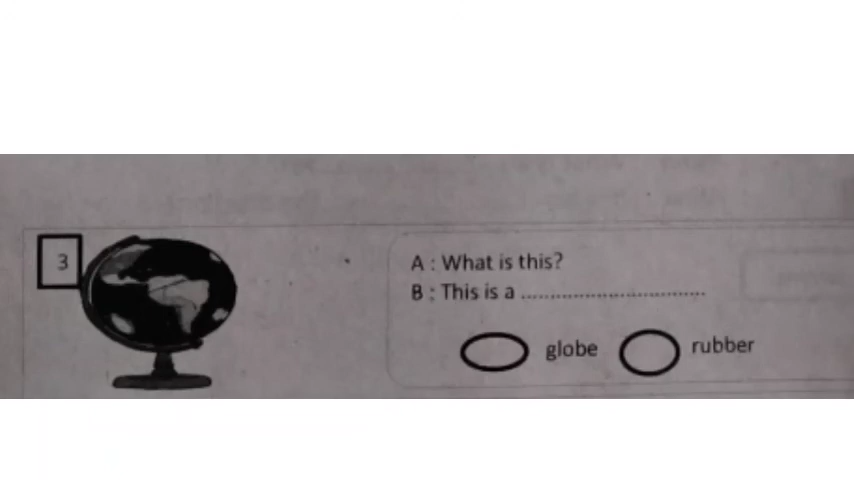 3
A : What is this?
B : This is a ................................
globe rubber